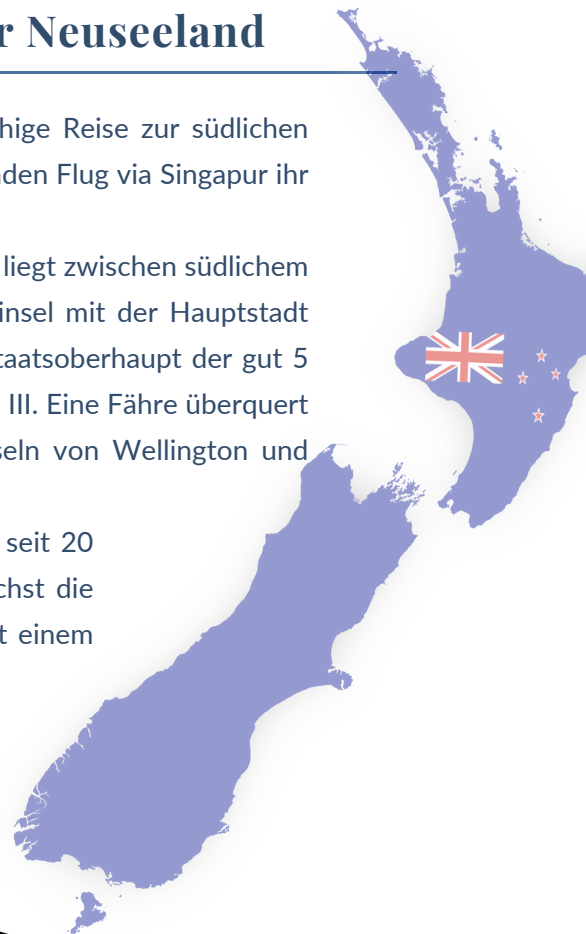 r Neuseeland
hige Reise zur südlichen
den Flug via Singapur ihr
liegt zwischen südlichem
insel mit der Hauptstadt
taatsoberhaupt der gut 5
III. Eine Fähre überquert
seln von Wellington und
seit 20
chst die
t einem